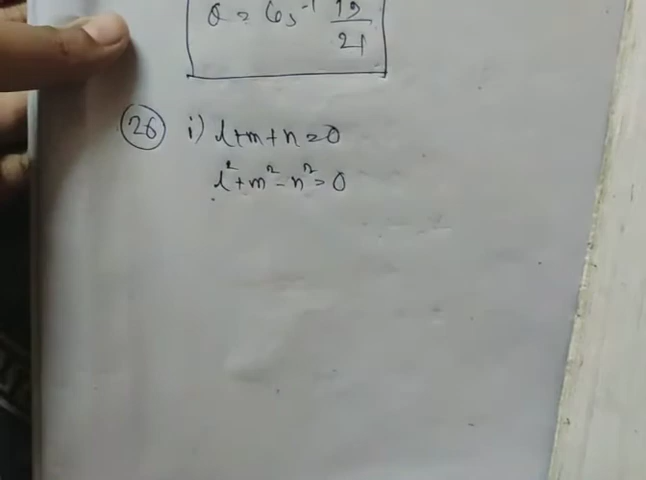 θ = Cos⁻¹ 19/21
(26) i) l+m+n=0
l²+m²-n²=0